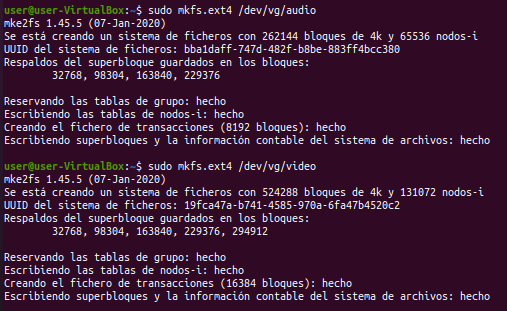 user@user-VirtualBox:~$ sudo mkfs.ext4 /dev/vg/audio
mke2fs 1.45.5 (07-Jan-2020)
Se está creando un sistema de ficheros con 262144 bloques de 4k y 65536 nodos-i
UUID del sistema de ficheros: bba1daff-747d-482f-b8be-883ff4bcc380
Respaldos del superbloque guardados en los bloques:
32768, 98304, 163840, 229376
Reservando las tablas de grupo: hecho
Escribiendo las tablas de nodos-i: hecho
Creando el fichero de transacciones (8192 bloques): hecho
Escribiendo superbloques y la información contable del sistema de archivos: hecho
user@user-VirtualBox:~$ sudo mkfs.ext4 /dev/vg/video
mke2fs 1.45.5 (07-Jan-2020)
Se está creando un sistema de ficheros con 524288 bloques de 4k y 131072 nodos-i
UUID del sistema de ficheros: 19fca47a-b741-4585-970a-6fa47b4520c2
Respaldos del superbloque guardados en los bloques:
32768, 98304, 163840, 229376, 294912
Reservando las tablas de grupo: hecho
Escribiendo las tablas de nodos-i: hecho
Creando el fichero de transacciones (16384 bloques): hecho
Escribiendo superbloques y la información contable del sistema de archivos: hecho